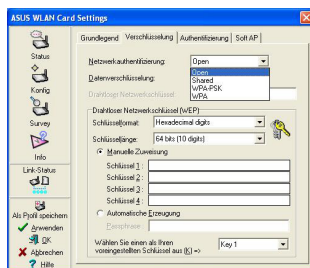 ASUS WLAN Card Settings
Status
Konfig
Survey
Info
Link-Status
Als Profil speichern
Anwenden
OK
Abbrechen
Hilfe
Grundlegend Verschlüsselung Authentifizierung Soft AP
Netzwerkauthentifizierung: Open
Open
Shared
WPA-PSK
WPA
Datenverschlüsselung:
Drahtloser Netzwerkschlüssel:
Drahtloser Netzwerkschlüssel (WEP)
Schlüsselformat: Hexadecimal digits
Schlüssellänge: 64 bits (10 digits)
Manuelle Zuweisung
Schlüssel 1 :
Schlüssel 2 :
Schlüssel 3 :
Schlüssel 4 :
Automatische Erzeugung
Passphrase :
Wählen Sie einen als Ihren
voreingestellten Schlüssel aus (K) => Key 1